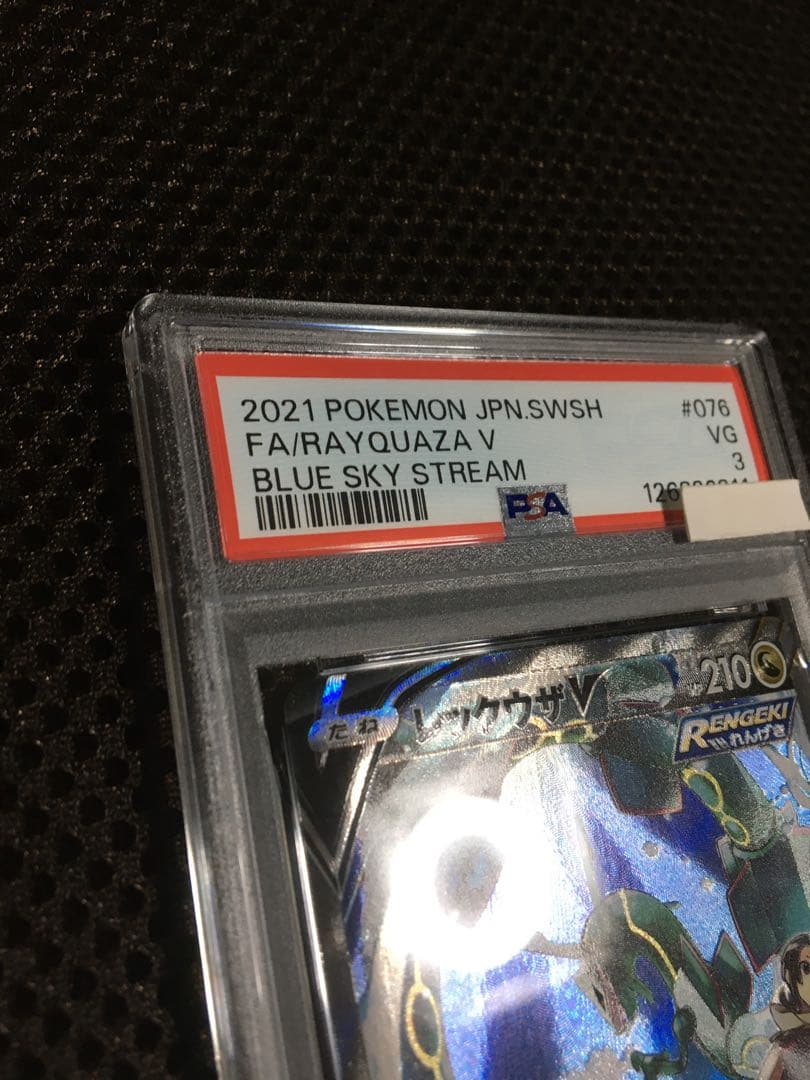 2021 POKEMON JPN.SWSH #076
FA/RAYQUAZA V VG
BLUE SKY STREAM 3
PSA
たね レックウザV 210
RENGEKI
れんげき